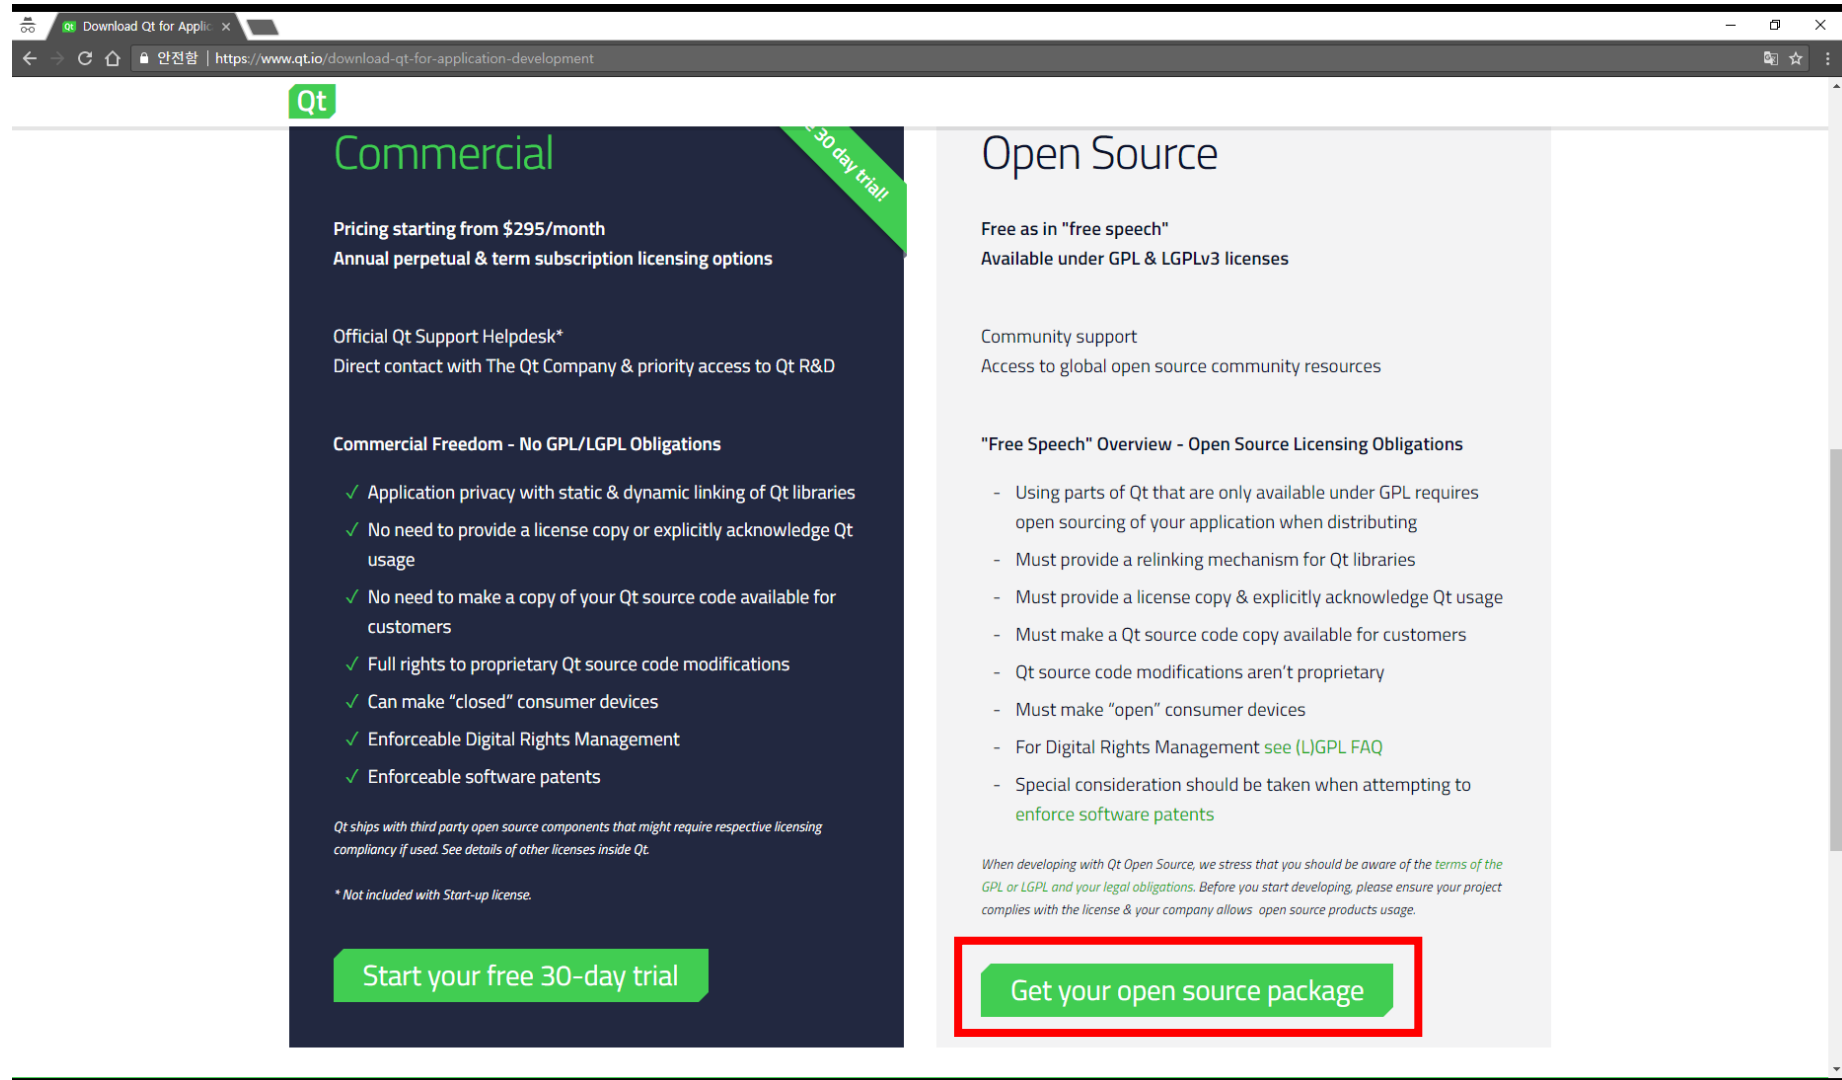 Download Qt for Applic
안전함 | https://www.qt.io/download-qt-for-application-development
Qt
Commercial
30 day trial!
Pricing starting from $295/month
Annual perpetual & term subscription licensing options
Official Qt Support Helpdesk*
Direct contact with The Qt Company & priority access to Qt R&D
Commercial Freedom - No GPL/LGPL Obligations
✓ Application privacy with static & dynamic linking of Qt libraries
✓ No need to provide a license copy or explicitly acknowledge Qt
usage
✓ No need to make a copy of your Qt source code available for
customers
✓ Full rights to proprietary Qt source code modifications
✓ Can make “closed” consumer devices
✓ Enforceable Digital Rights Management
✓ Enforceable software patents
Qt ships with third party open source components that might require respective licensing
compliancy if used. See details of other licenses inside Qt.
* Not included with Start-up license.
Start your free 30-day trial
Open Source
Free as in "free speech"
Available under GPL & LGPLv3 licenses
Community support
Access to global open source community resources
"Free Speech" Overview - Open Source Licensing Obligations
- Using parts of Qt that are only available under GPL requires
open sourcing of your application when distributing
- Must provide a relinking mechanism for Qt libraries
- Must provide a license copy & explicitly acknowledge Qt usage
- Must make a Qt source code copy available for customers
- Qt source code modifications aren’t proprietary
- Must make “open” consumer devices
- For Digital Rights Management see (L)GPL FAQ
- Special consideration should be taken when attempting to
enforce software patents
When developing with Qt Open Source, we stress that you should be aware of the terms of the
GPL or LGPL and your legal obligations. Before you start developing, please ensure your project
complies with the license & your company allows open source products usage.
Get your open source package